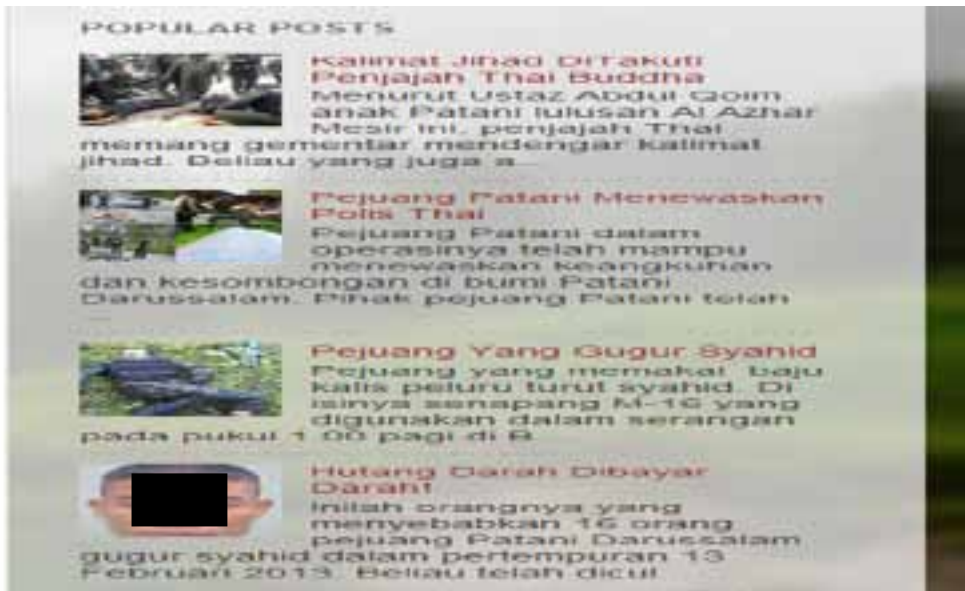 POPULAR POSTS
Kalimat Jihad DiTakuti
Penjajah Thai Buddha
Menurut Ustaz Abdul Qoim
anak Patani lulusan Al Azhar
Mesir ini, penjajah Thai
memang gementar mendengar kalimat
jihad. Beliau yang juga a...
Pejuang Patani Menewaskan
Polis Thai
Pejuang Patani dalam
operasinya telah mampu
menewaskan keangkuhan
dan kesombongan di bumi Patani
Darussalam. Pihak pejuang Patani telah
...
Pejuang Yang Gugur Syahid
Pejuang yang memakai baju
kalis peluru turut syahid. Di
isinya senapang M-16 yang
digunakan dalam serangan
pada pukul 1.00 pagi di B...
Hutang Darah Dibayar
Darah!
Inilah orangnya yang
menyebabkan 16 orang
pejuang Patani Darussalam
gugur syahid dalam pertempuran 13
Februari 2013. Beliau telah dicul...